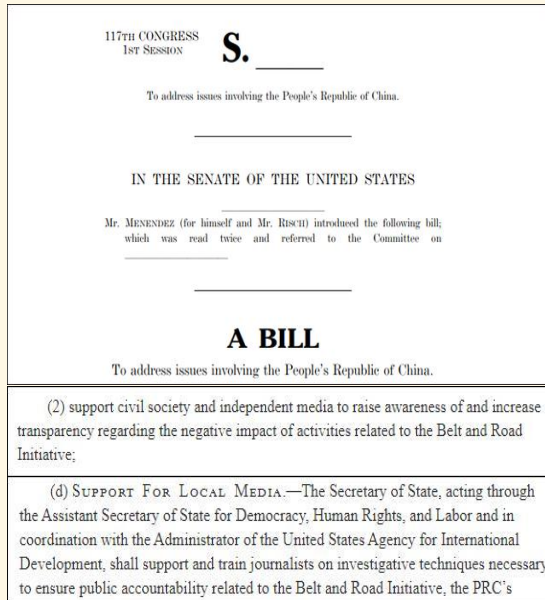 117TH CONGRESS
1ST SESSION
S.
To address issues involving the People's Republic of China.
IN THE SENATE OF THE UNITED STATES
Mr. MENENDEZ (for himself and Mr. RISCH) introduced the following bill;
which was read twice and referred to the Committee on
A BILL
To address issues involving the People's Republic of China.
(2) support civil society and independent media to raise awareness of and increase
transparency regarding the negative impact of activities related to the Belt and Road
Initiative;
(d) SUPPORT FOR LOCAL MEDIA.—The Secretary of State, acting through
the Assistant Secretary of State for Democracy, Human Rights, and Labor and in
coordination with the Administrator of the United States Agency for International
Development, shall support and train journalists on investigative techniques necessary
to ensure public accountability related to the Belt and Road Initiative, the PRC's